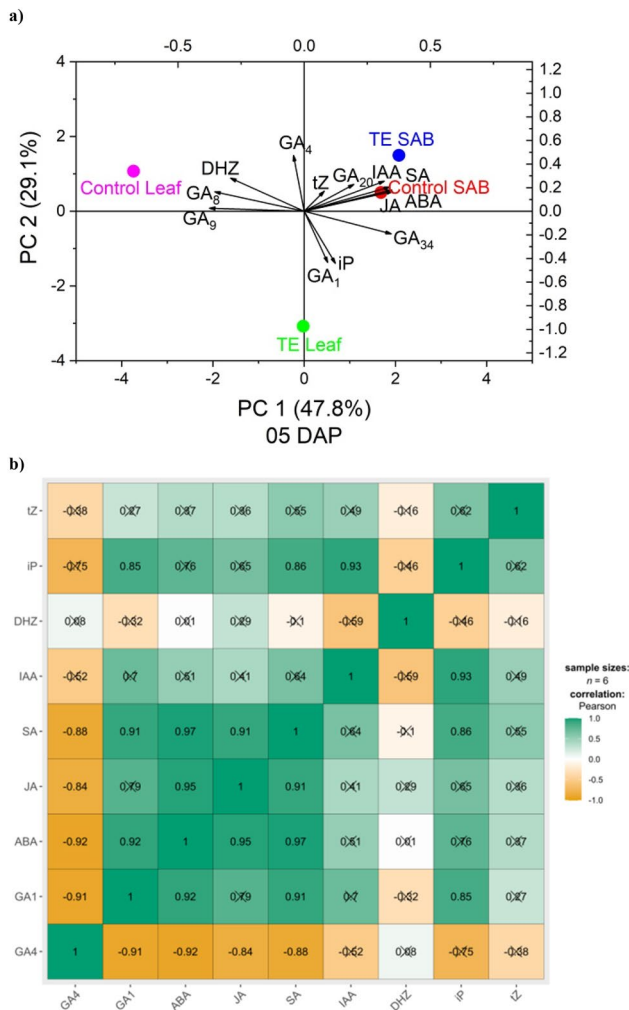 a)
-0.5 0.0 0.5
4 1.2
1.0
TE SAB 0.8
2 GA4 0.6
DHZ IAA SA 0.4
Control Leaf GA8 tZ GA20 Control SAB 0.2
0 GA9 JA ABA 0.0
GA34 -0.2
iP -0.4
-2 GA1 -0.6
-0.8
TE Leaf -1.0
-4 -1.2
-4 -2 0 2 4
PC 2 (29.1%)
PC 1 (47.8%)
05 DAP
b)
tZ -0.38 0.27 0.37 0.36 0.55 0.49 -0.16 0.62 1
iP -0.75 0.85 0.76 0.65 0.86 0.93 -0.46 1 0.62
DHZ 0.08 -0.32 0.01 0.29 -0.1 -0.59 1 -0.46 -0.16
IAA -0.52 0.7 0.51 0.41 0.64 1 -0.59 0.93 0.49
SA -0.88 0.91 0.97 0.91 1 0.64 -0.1 0.86 0.55
JA -0.84 0.79 0.95 1 0.91 0.41 0.29 0.65 0.36
ABA -0.92 0.92 1 0.95 0.97 0.51 0.01 0.76 0.37
GA1 -0.91 1 0.92 0.79 0.91 0.7 -0.32 0.85 0.27
GA4 1 -0.91 -0.92 -0.84 -0.88 -0.52 0.08 -0.75 -0.38
GA4 GA1 ABA JA SA IAA DHZ iP tZ
sample sizes:
n = 6
correlation:
Pearson
1.0
0.5
0.0
-0.5
-1.0